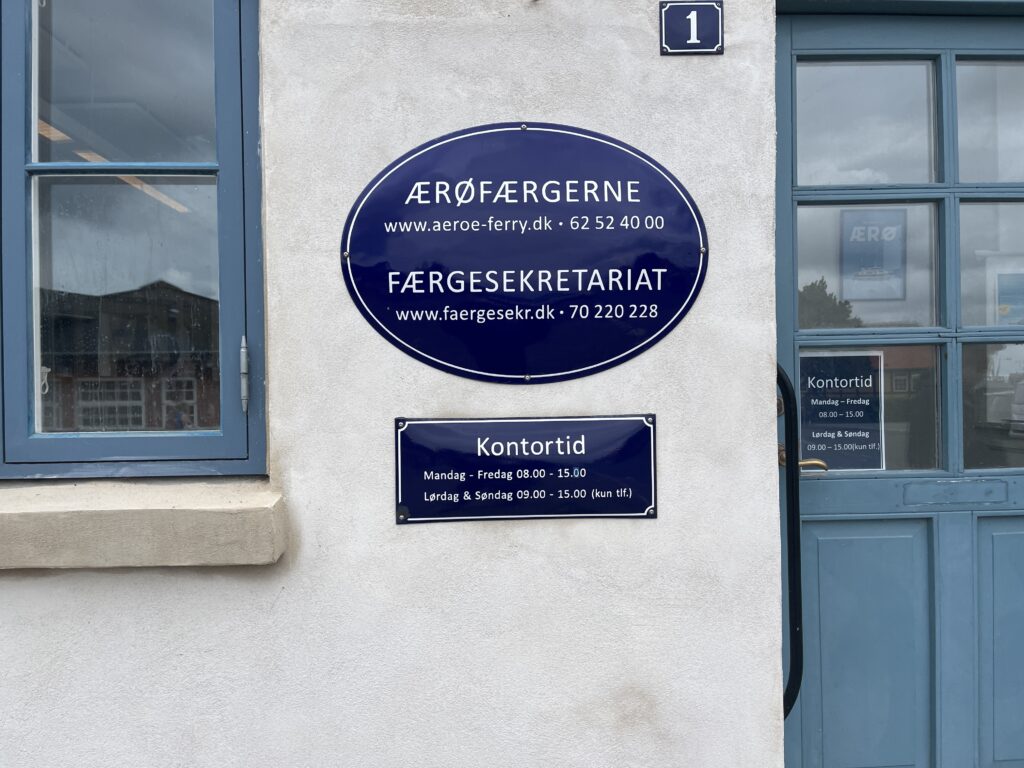 1
ÆRØFÆRGERNE
www.aeroe-ferry.dk · 62 52 40 00
FÆRGESEKRETARIAT
www.faergesekr.dk · 70 220 228
Kontortid
Mandag - Fredag 08.00 - 15.00
Lørdag & Søndag 09.00 - 15.00 (kun tlf.)
ÆRØ
Kontortid
Mandag – Fredag
08.00 – 15.00
Lørdag & Søndag
09.00 – 15.00(kun tlf.)